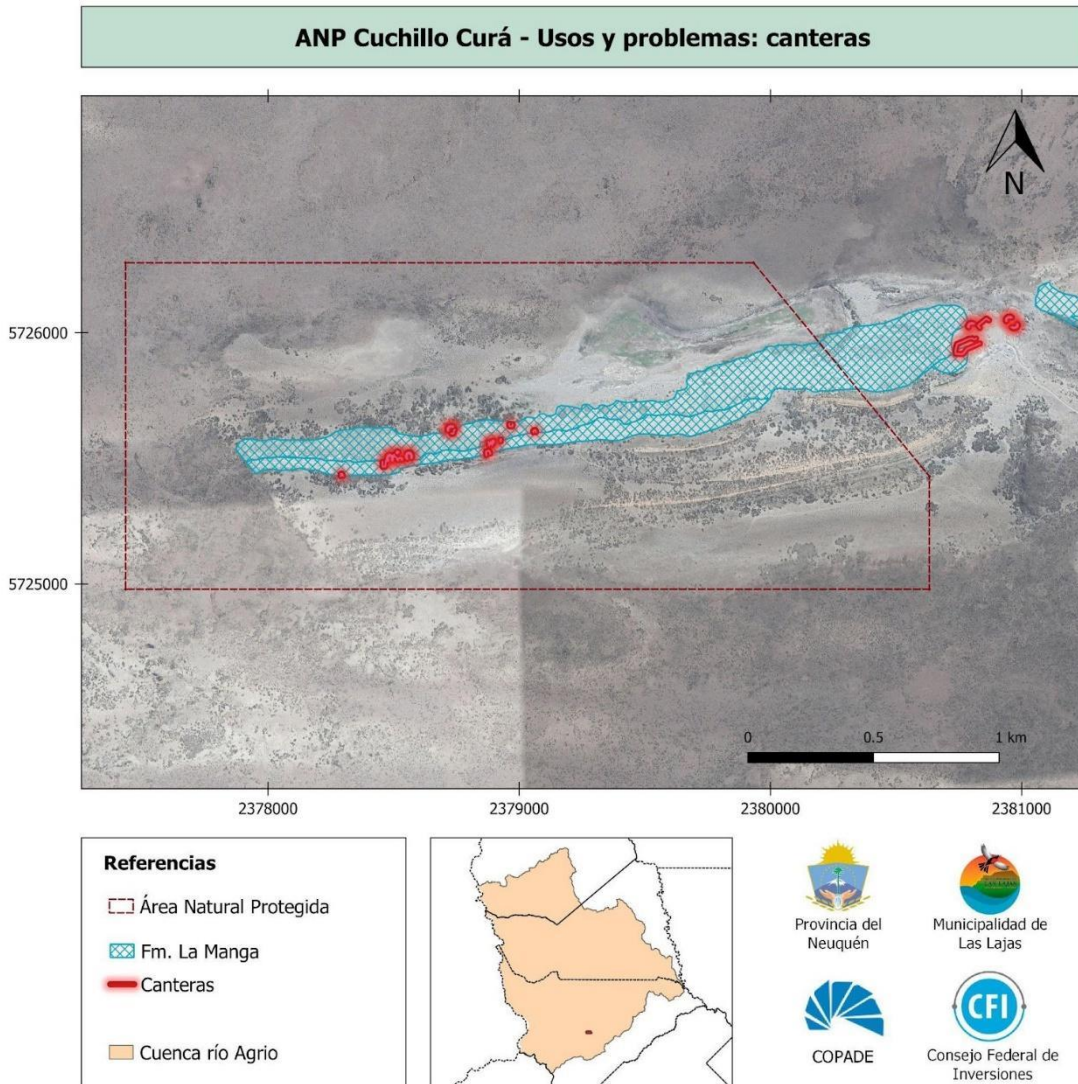 ANP Cuchillo Curá - Usos y problemas: canteras
N
5726000
5725000
0 0.5 1 km
2378000 2379000 2380000 2381000
Referencias
Área Natural Protegida
Fm. La Manga
Canteras
Cuenca río Agrio
Provincia del
Neuquén
Municipalidad de
Las Lajas
COPADE
CFI
Consejo Federal de
Inversiones